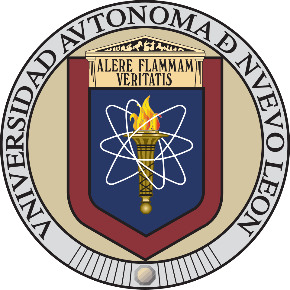 VNIVERSIDAD AVTONOMA D NVEVO LEON
ALERE FLAMMAM
VERITATIS